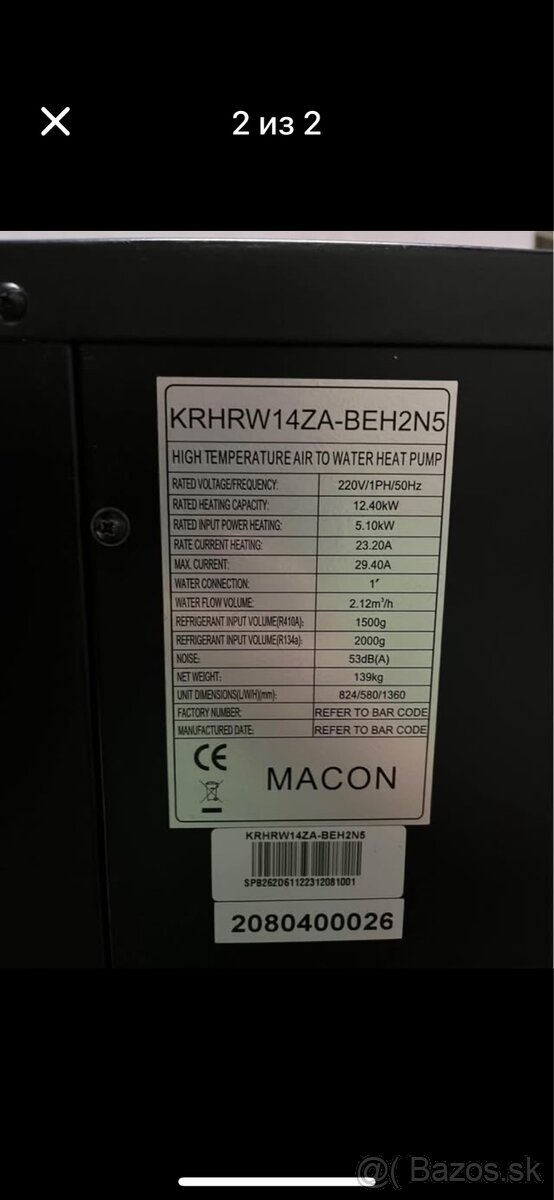 2 из 2
KRHRW14ZA-BEH2N5
HIGH TEMPERATURE AIR TO WATER HEAT PUMP
RATED VOLTAGE/FREQUENCY: 220V/1PH/50Hz
RATED HEATING CAPACITY: 12.40kW
RATED INPUT POWER HEATING: 5.10kW
RATE CURRENT HEATING: 23.20A
MAX. CURRENT: 29.40A
WATER CONNECTION: 1"
WATER FLOW VOLUME: 2.12m³/h
REFRIGERANT INPUT VOLUME(R410A): 1500g
REFRIGERANT INPUT VOLUME(R134a): 2000g
NOISE: 53dB(A)
NET WEIGHT: 139kg
UNIT DIMENSIONS(L/W/H)(mm): 824/580/1360
FACTORY NUMBER: REFER TO BAR CODE
MANUFACTURED DATE: REFER TO BAR CODE
CE
MACON
KRHRW14ZA-BEH2N5
SPB262D61122312081001
2080400026
@( Bazos.sk